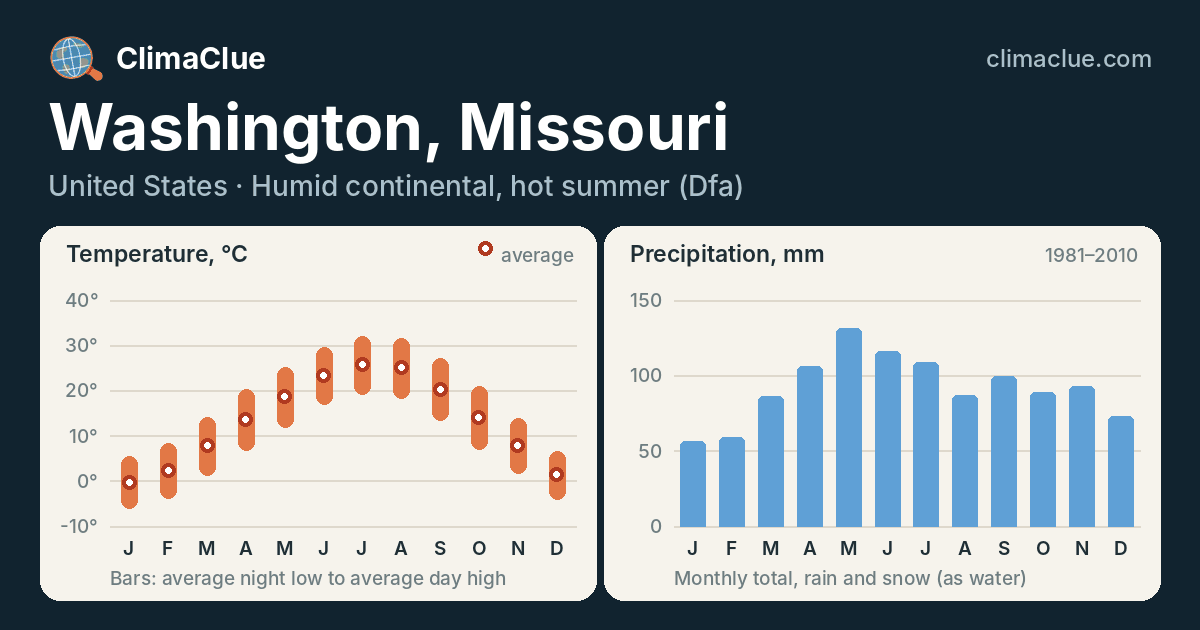 ClimaClue
climaclue.com
Washington, Missouri
United States · Humid continental, hot summer (Dfa)
Temperature, °C
average
40°
30°
20°
10°
0°
-10°
J F M A M J J A S O N D
Bars: average night low to average day high
Precipitation, mm
1981–2010
150
100
50
0
J F M A M J J A S O N D
Monthly total, rain and snow (as water)